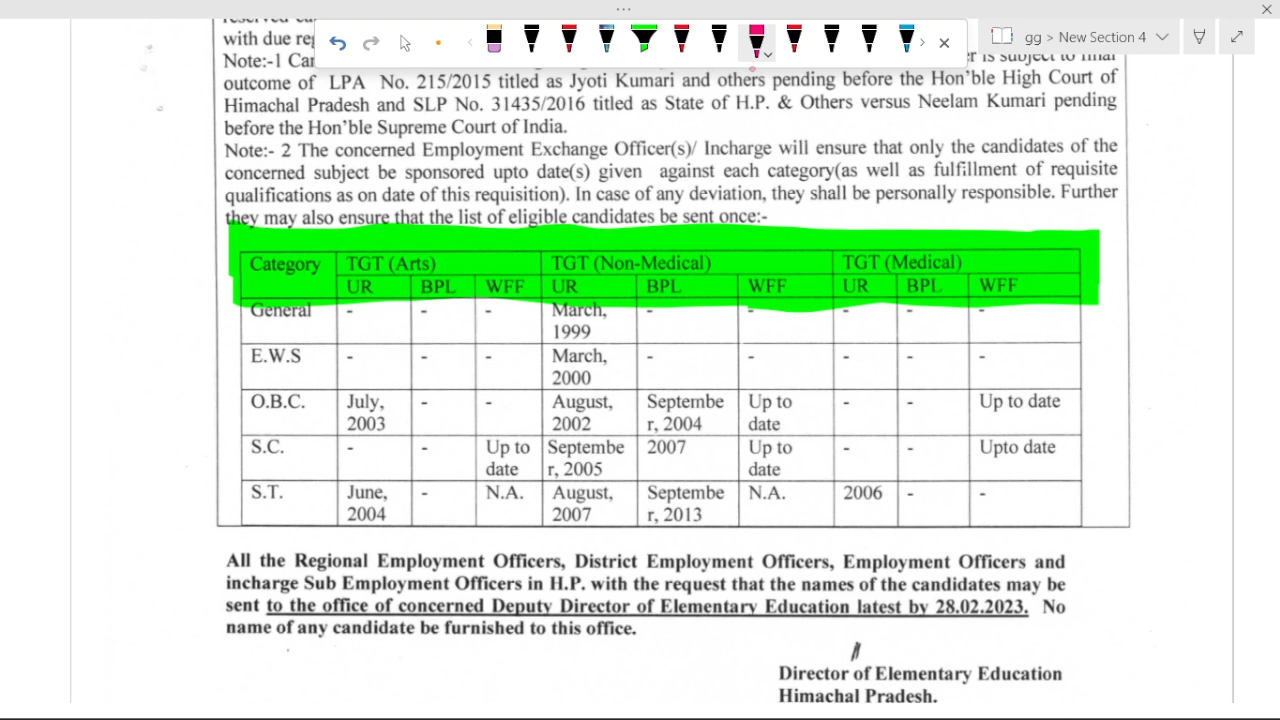 gg > New Section 4
with due
Note:-1
is subject to final
outcome of LPA No. 215/2015 titled as Jyoti Kumari and others pending before the Hon'ble High Court of
Himachal Pradesh and SLP No. 31435/2016 titled as State of H.P. & Others versus Neelam Kumari pending
before the Hon'ble Supreme Court of India.
Note:- 2 The concerned Employment Exchange Officer(s)/ Incharge will ensure that only the candidates of the
concerned subject be sponsored upto date(s) given against each category(as well as fulfillment of requisite
qualifications as on date of this requisition). In case of any deviation, they shall be personally responsible. Further
they may also ensure that the list of eligible candidates be sent once:-
Category TGT (Arts) TGT (Non-Medical) TGT (Medical)
UR BPL WFF UR BPL WFF UR BPL WFF
General - - - March, - - - - -
1999
E.W.S - - - March, - - - - -
2000
O.B.C. July, - - August, Septembe Up to - - Up to date
2003 2002 r, 2004 date
S.C. - - Up to Septembe 2007 Up to - - Upto date
date r, 2005 date
S.T. June, - N.A. August, Septembe N.A. 2006 - -
2004 2007 r, 2013
All the Regional Employment Officers, District Employment Officers, Employment Officers and
incharge Sub Employment Officers in H.P. with the request that the names of the candidates may be
sent to the office of concerned Deputy Director of Elementary Education latest by 28.02.2023. No
name of any candidate be furnished to this office.
Director of Elementary Education
Himachal Pradesh.